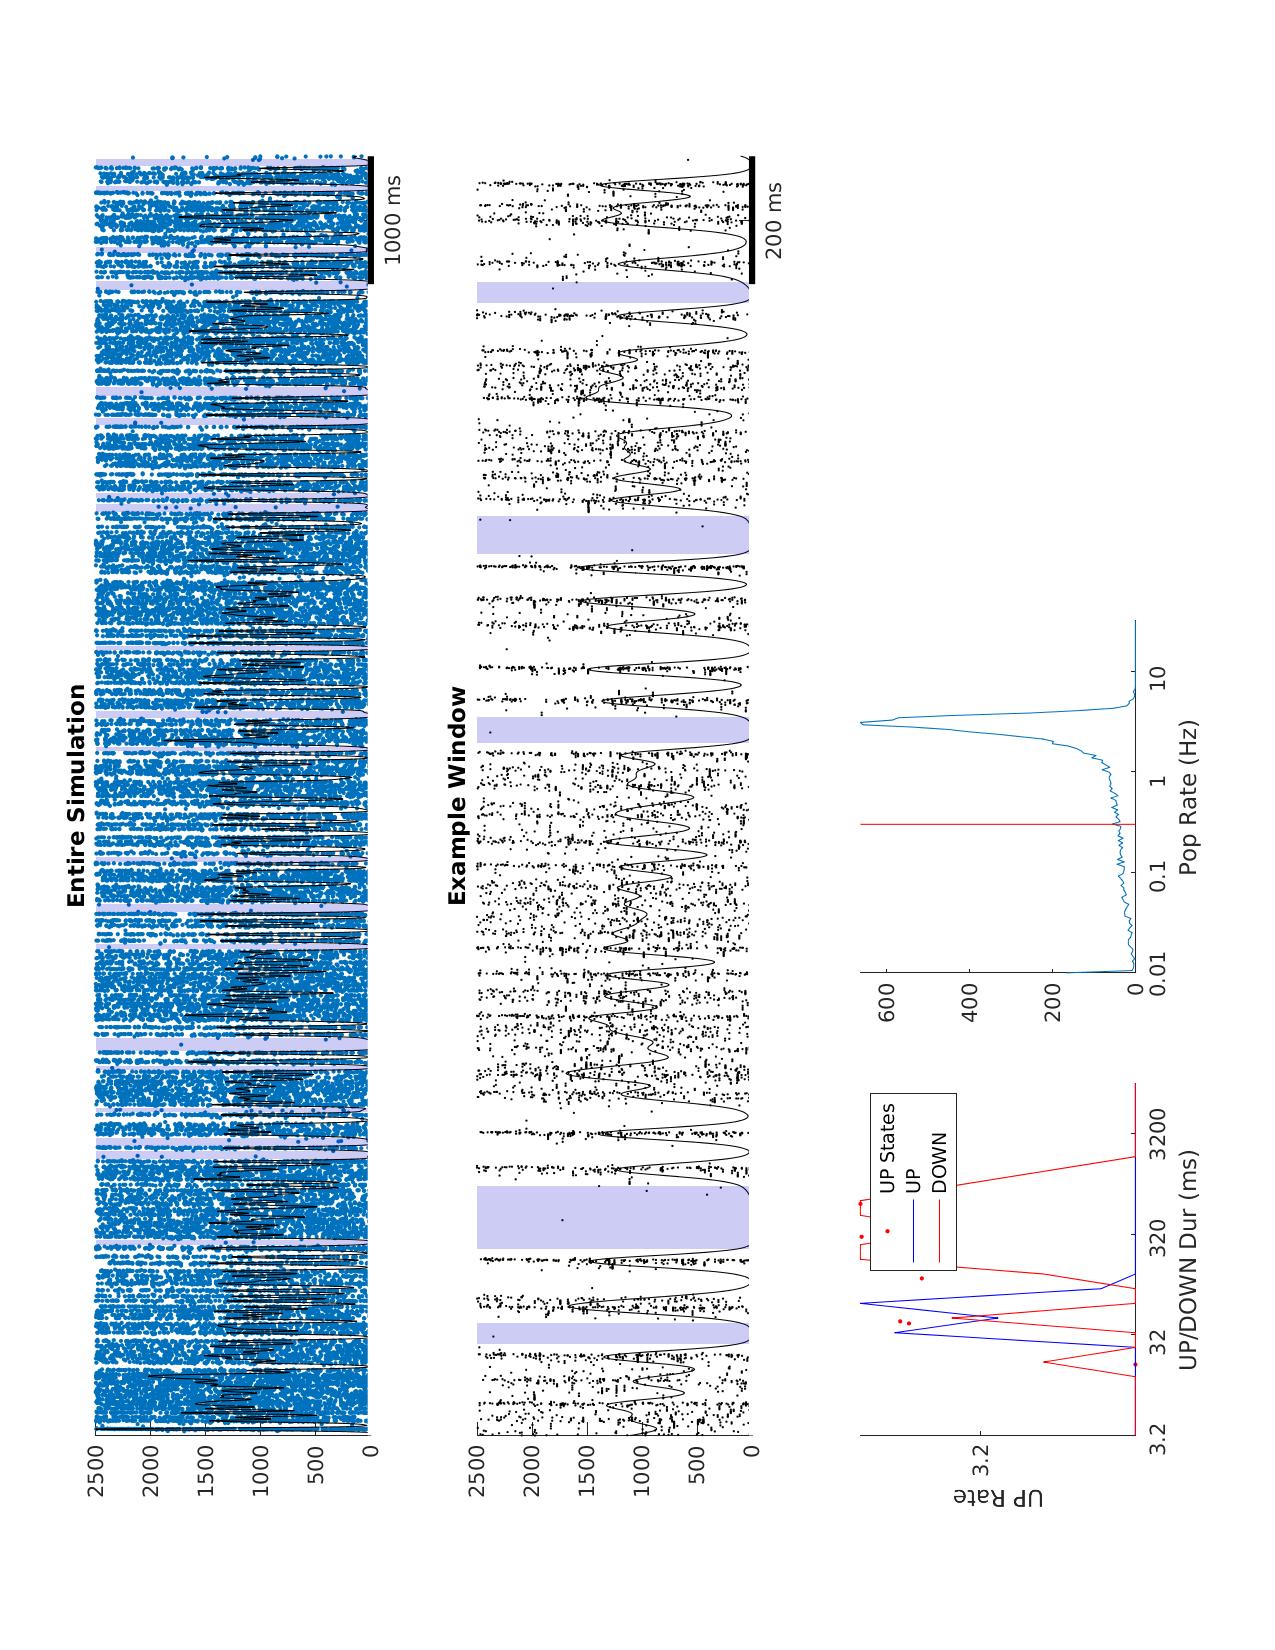 Entire Simulation
2500
2000
1500
1000
500
0
1000 ms
Example Window
2500
2000
1500
1000
500
0
200 ms
UP Rate
3.2
UP States
UP
DOWN
3.2 32 320 3200
UP/DOWN Dur (ms)
600
400
200
0
0.01 0.1 1 10
Pop Rate (Hz)